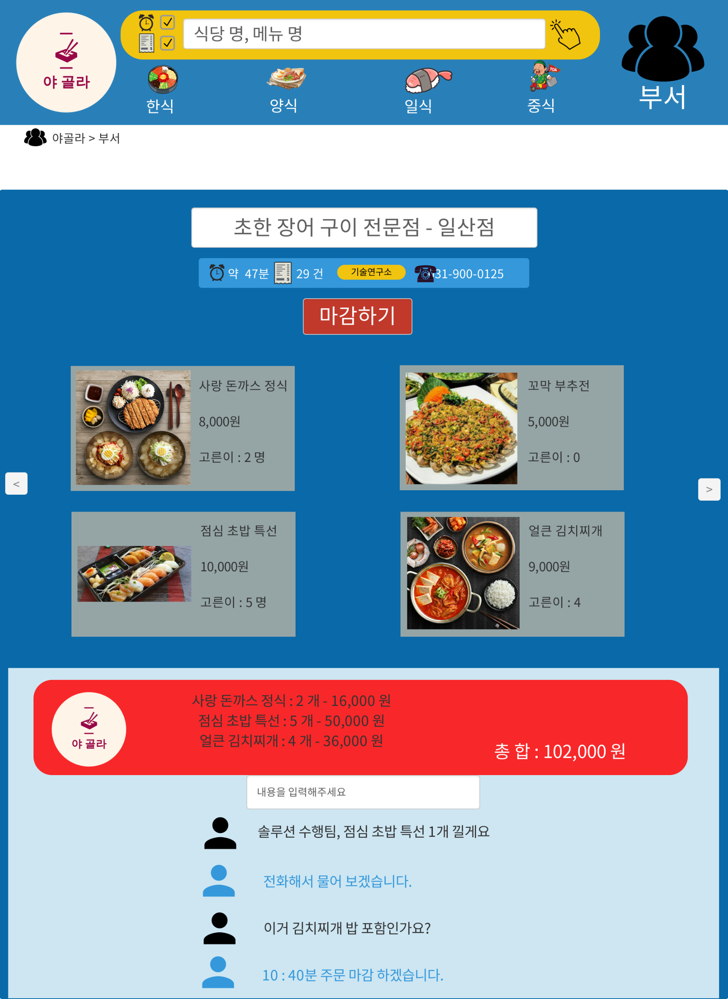 식당 명, 메뉴 명
TOA
야 골라
한식
양식
일식
중식
부서
야골라 > 부서
초한 장어 구이 전문점 - 일산점
약 47분
29 건
기술연구소
031-900-0125
마감하기
사랑 돈까스 정식
8,000원
고른이 : 2 명
꼬막 부추전
5,000원
고른이 : 0
<
>
점심 초밥 특선
10,000원
고른이 : 5 명
얼큰 김치찌개
9,000원
고른이 : 4
야 골라
사랑 돈까스 정식 : 2 개 - 16,000 원
점심 초밥 특선 : 5 개 - 50,000 원
얼큰 김치찌개 : 4 개 - 36,000 원
총 합 : 102,000 원
내용을 입력해주세요
솔루션 수행팀, 점심 초밥 특선 1개 낄게요
전화해서 물어 보겠습니다.
이거 김치찌개 밥 포함인가요?
10 : 40분 주문 마감 하겠습니다.